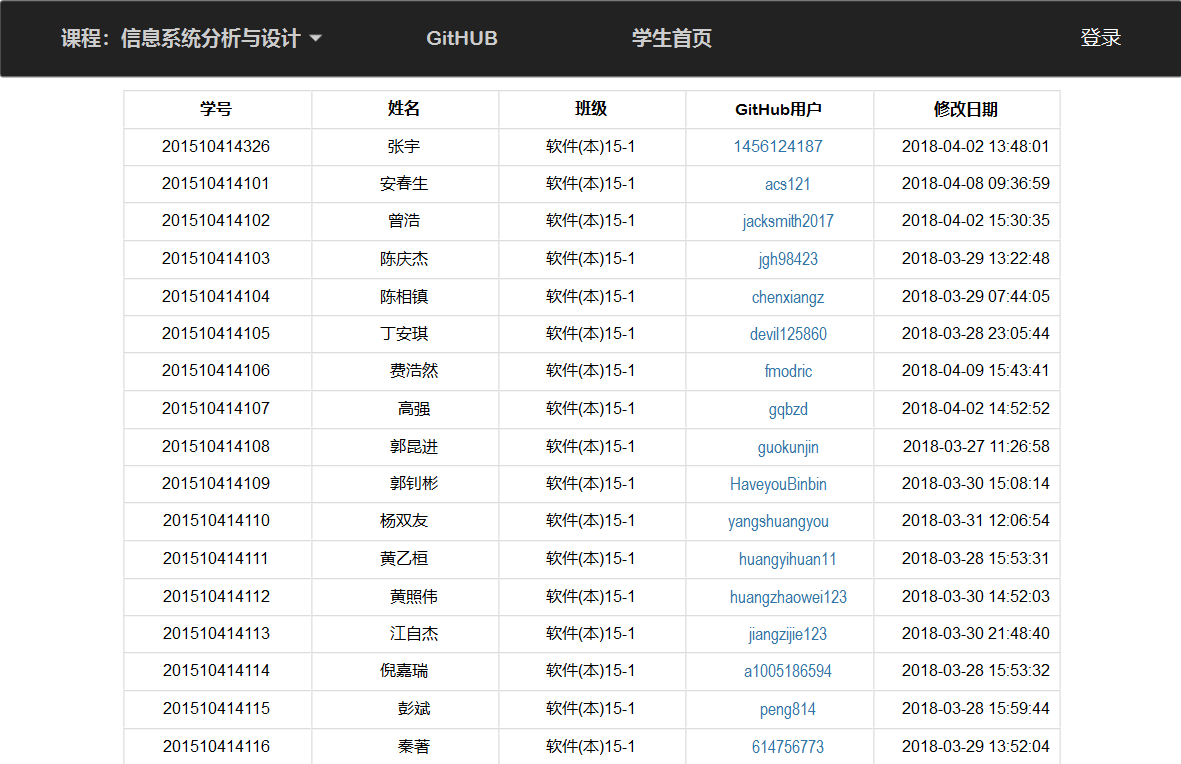 课程：信息系统分析与设计 GitHUB 学生首页 登录
学号 姓名 班级 GitHub用户 修改日期
201510414326 张宇 软件(本)15-1 1456124187 2018-04-02 13:48:01
201510414101 安春生 软件(本)15-1 acs121 2018-04-08 09:36:59
201510414102 曾浩 软件(本)15-1 jacksmith2017 2018-04-02 15:30:35
201510414103 陈庆杰 软件(本)15-1 jgh98423 2018-03-29 13:22:48
201510414104 陈相镇 软件(本)15-1 chenxiangz 2018-03-29 07:44:05
201510414105 丁安琪 软件(本)15-1 devil125860 2018-03-28 23:05:44
201510414106 费浩然 软件(本)15-1 fmodric 2018-04-09 15:43:41
201510414107 高强 软件(本)15-1 gqbzd 2018-04-02 14:52:52
201510414108 郭昆进 软件(本)15-1 guokunjin 2018-03-27 11:26:58
201510414109 郭钊彬 软件(本)15-1 HaveyouBinbin 2018-03-30 15:08:14
201510414110 杨双友 软件(本)15-1 yangshuangyou 2018-03-31 12:06:54
201510414111 黄乙桓 软件(本)15-1 huangyihuan11 2018-03-28 15:53:31
201510414112 黄照伟 软件(本)15-1 huangzhaowei123 2018-03-30 14:52:03
201510414113 江自杰 软件(本)15-1 jiangzijie123 2018-03-30 21:48:40
201510414114 倪嘉瑞 软件(本)15-1 a1005186594 2018-03-28 15:53:32
201510414115 彭斌 软件(本)15-1 peng814 2018-03-28 15:59:44
201510414116 秦著 软件(本)15-1 614756773 2018-03-29 13:52:04